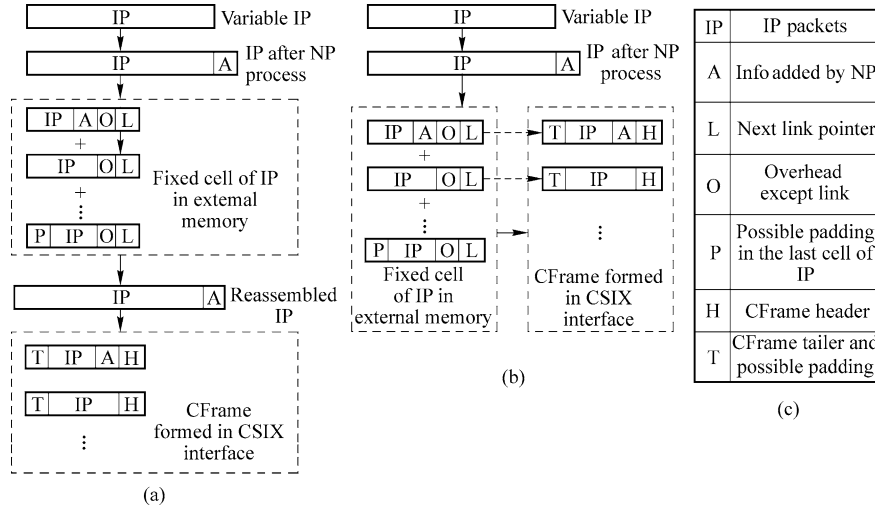 IP
Variable IP
IP
A
IP after NP
process
IP A O L
+
IP O L
+
P IP O L
Fixed cell of IP
in extemal
memory
IP
A
Reassembled
IP
T IP A H
T IP H
CFrame
formed in CSIX
interface
(a)
IP
Variable IP
IP
A
IP after NP
process
IP A O L
+
IP O L
+
P IP O L
Fixed cell
of IP in
external memory
T IP A H
T IP H
CFrame formed
in CSIX
interface
(b)
IP IP packets
A Info added by NP
L Next link pointer
O Overhead
except link
P Possible padding
in the last cell of
IP
H CFrame header
T CFrame tailer and
possible padding
(c)